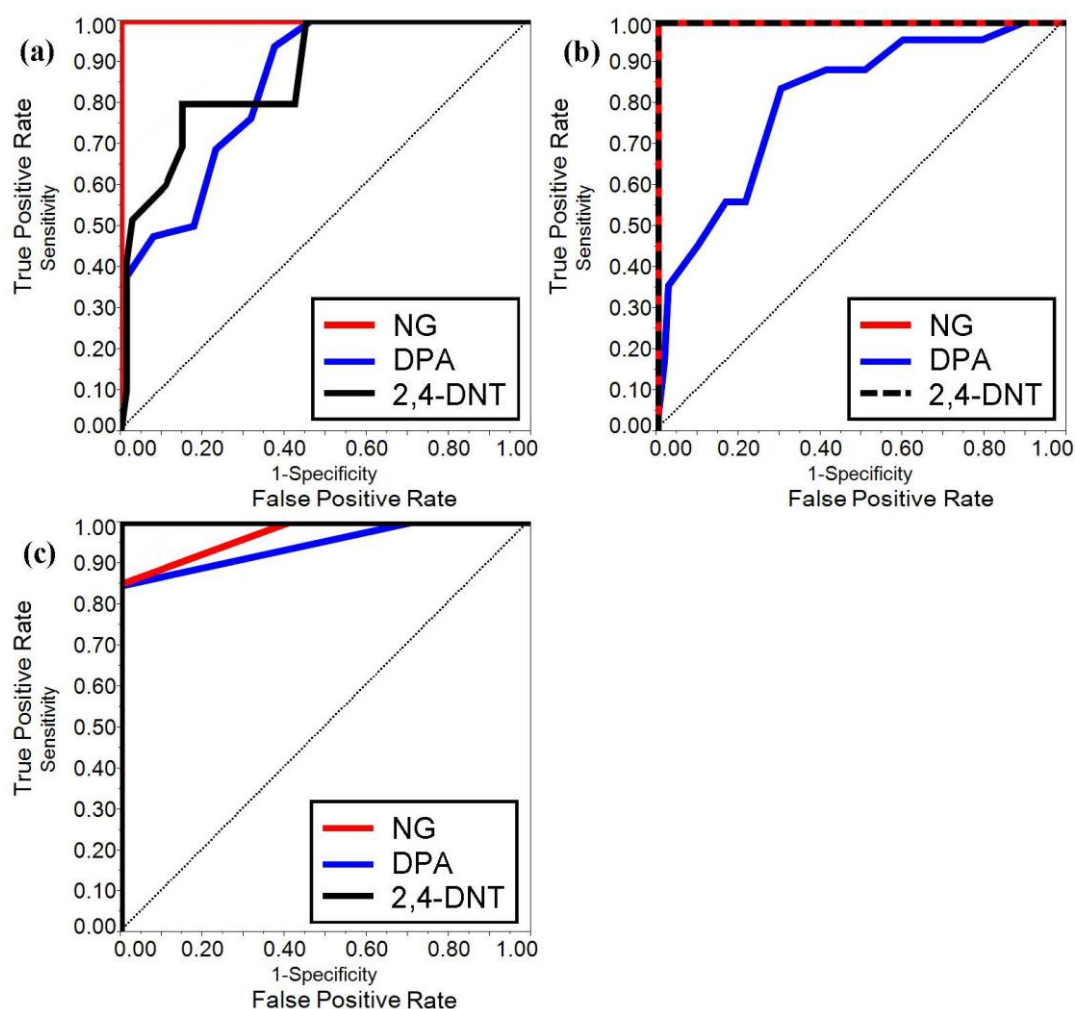 (a)
True Positive Rate
Sensitivity
1.00
0.90
0.80
0.70
0.60
0.50
0.40
0.30
0.20
0.10
0.00
NG
DPA
2,4-DNT
0.00 0.20 0.40 0.60 0.80 1.00
1-Specificity
False Positive Rate
(b)
True Positive Rate
Sensitivity
1.00
0.90
0.80
0.70
0.60
0.50
0.40
0.30
0.20
0.10
0.00
NG
DPA
2,4-DNT
0.00 0.20 0.40 0.60 0.80 1.00
1-Specificity
False Positive Rate
(c)
True Positive Rate
Sensitivity
1.00
0.90
0.80
0.70
0.60
0.50
0.40
0.30
0.20
0.10
0.00
NG
DPA
2,4-DNT
0.00 0.20 0.40 0.60 0.80 1.00
1-Specificity
False Positive Rate